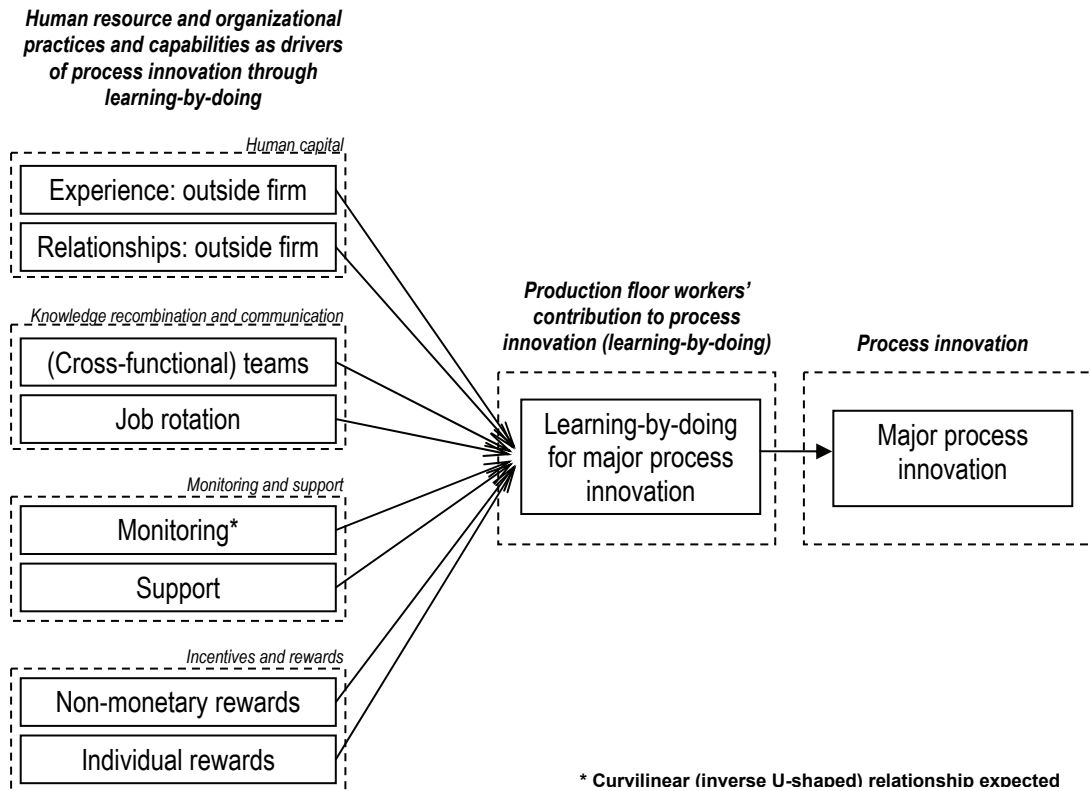 Human resource and organizational
practices and capabilities as drivers
of process innovation through
learning-by-doing
Human capital
Experience: outside firm
Relationships: outside firm
Knowledge recombination and communication
(Cross-functional) teams
Job rotation
Monitoring and support
Monitoring*
Support
Incentives and rewards
Non-monetary rewards
Individual rewards
Production floor workers’
contribution to process
innovation (learning-by-doing)
Learning-by-doing
for major process
innovation
Process innovation
Major process
innovation
* Curvilinear (inverse U-shaped) relationship expected